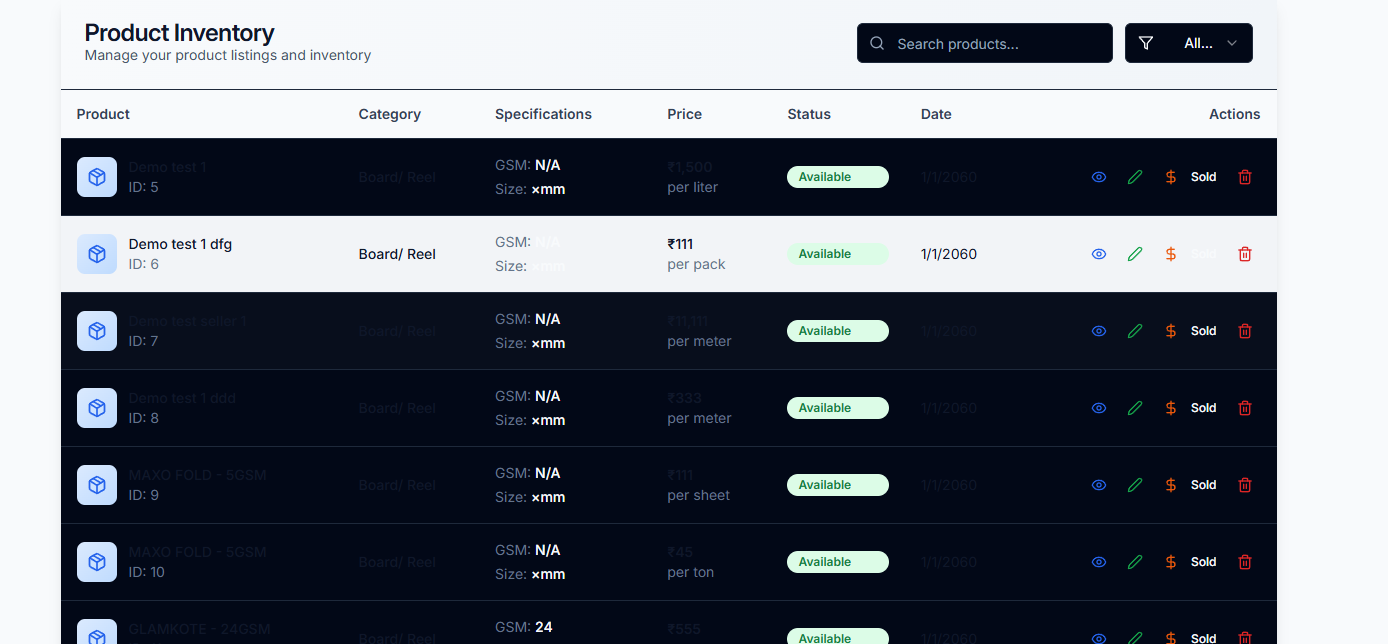 Product Inventory
Manage your product listings and inventory
Search products...
All...
Product Category Specifications Price Status Date Actions
Demo test 1
ID: 5
Board/ Reel
GSM: N/A
Size: ×mm
₹1,500
per liter
Available
1/1/2060
Sold
Demo test 1 dfg
ID: 6
Board/ Reel
GSM: N/A
Size: ×mm
₹111
per pack
Available
1/1/2060
Sold
Demo test seller 1
ID: 7
Board/ Reel
GSM: N/A
Size: ×mm
₹11,111
per meter
Available
1/1/2060
Sold
Demo test 1 ddd
ID: 8
Board/ Reel
GSM: N/A
Size: ×mm
₹333
per meter
Available
1/1/2060
Sold
MAXO FOLD - 5GSM
ID: 9
Board/ Reel
GSM: N/A
Size: ×mm
₹111
per sheet
Available
1/1/2060
Sold
MAXO FOLD - 5GSM
ID: 10
Board/ Reel
GSM: N/A
Size: ×mm
₹45
per ton
Available
1/1/2060
Sold
GLAMKOTE - 24GSM
Board/ Reel
GSM: 24
₹555
Available
1/1/2060
Sold